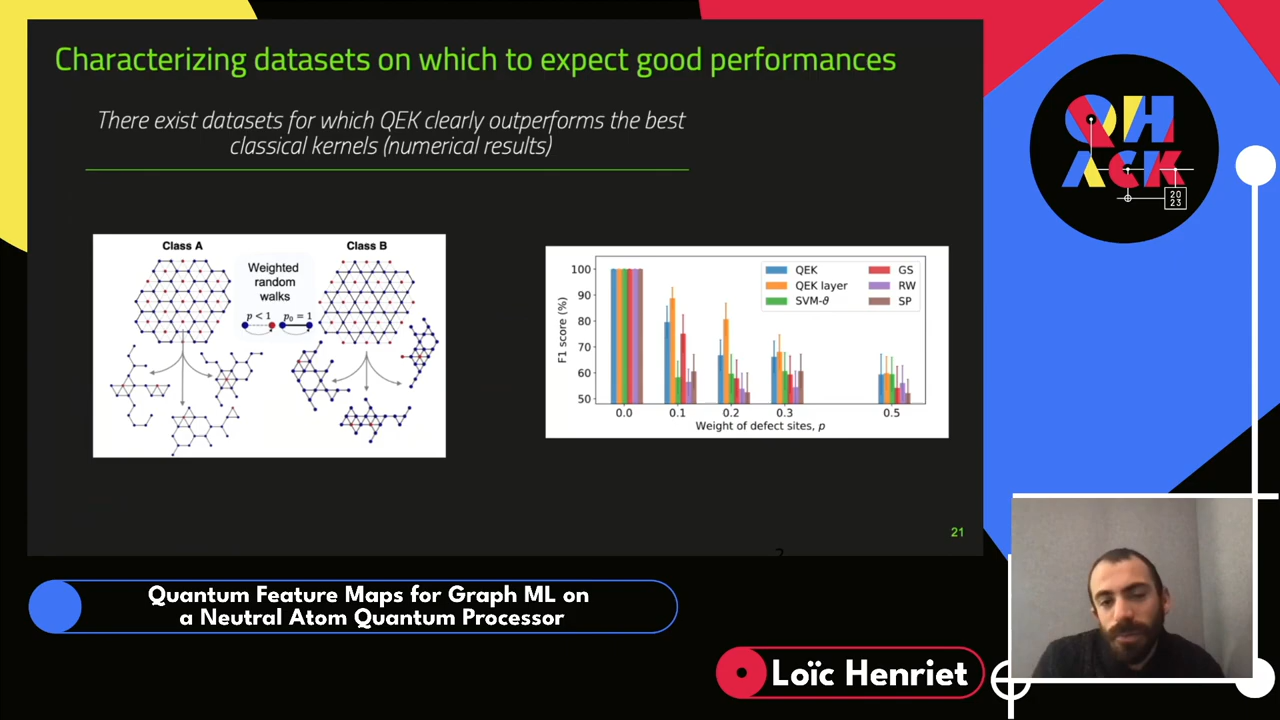 Characterizing datasets on which to expect good performances
There exist datasets for which QEK clearly outperforms the best
classical kernels (numerical results)
Class A
Class B
Weighted
random
walks
p < 1
p₀ = 1
F1 score (%)
100
90
80
70
60
50
QEK
QEK layer
SVM-ϑ
GS
RW
SP
0.0
0.1
0.2
0.3
0.5
Weight of defect sites, p
21
QH
ACK
20
23
Quantum Feature Maps for Graph ML on
a Neutral Atom Quantum Processor
Loïc Henriet